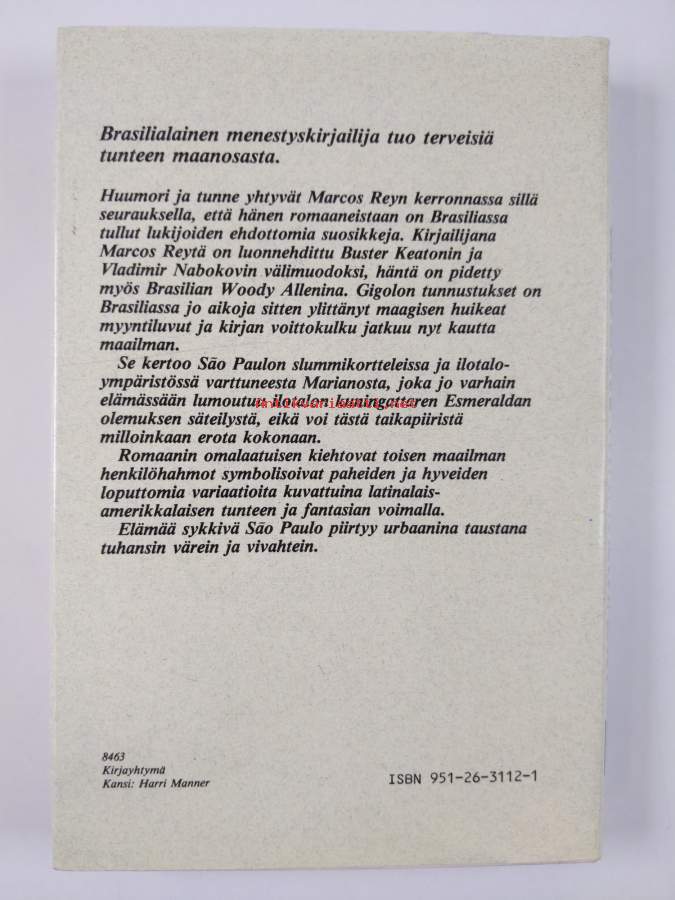 Brasilialainen menestyskirjailija tuo terveisiä
tunteen maanosasta.
Huumori ja tunne yhtyvät Marcos Reyn kerronnassa sillä
seurauksella, että hänen romaaneistaan on Brasiliassa
tullut lukijoiden ehdottomia suosikkeja. Kirjailijana
Marcos Reytä on luonnehdittu Buster Keatonin ja
Vladimir Nabokovin välimuodoksi, häntä on pidetty
myös Brasilian Woody Allenina. Gigolon tunnustukset on
Brasiliassa jo aikoja sitten ylittänyt maagisen huikeat
myyntiluvut ja kirjan voittokulku jatkuu nyt kautta
maailman.
Se kertoo São Paulon slummikortteleissa ja ilotalo-
ympäristössä varttuneesta Marianosta, joka jo varhain
elämässään lumoutuu ilotalon kuningattaren Esmeraldan
Antikvariaatti.net
olemuksen säteilystä, eikä voi tästä taikapiiristä
milloinkaan erota kokonaan.
Romaanin omalaatuisen kiehtovat toisen maailman
henkilöhahmot symbolisoivat paheiden ja hyveiden
loputtomia variaatioita kuvattuina latinalais-
amerikkalaisen tunteen ja fantasian voimalla.
Elämää sykkivä São Paulo piirtyy urbaanina taustana
tuhansin värein ja vivahtein.
8463
Kirjayhtymä
Kansi: Harri Manner
ISBN 951-26-3112-1